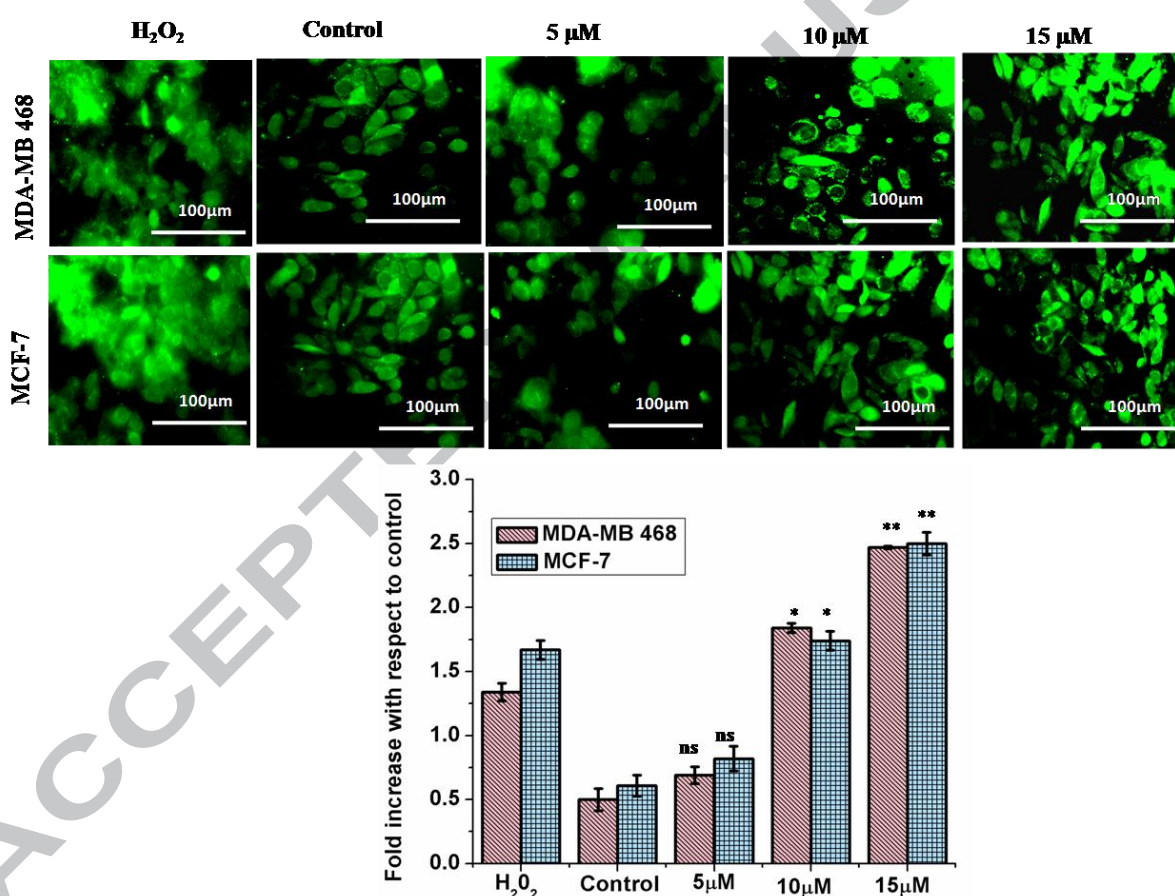 H₂O₂ Control 5 μM 10 μM 15 μM
MDA-MB 468
100μm 100μm 100μm 100μm 100μm
MCF-7
100μm 100μm 100μm 100μm 100μm
Fold increase with respect to control
3.0
2.5
2.0
1.5
1.0
0.5
0.0
MDA-MB 468
MCF-7
ns ns * * ** **
H₂0₂ Control 5μM 10μM 15μM
ACCEPTE